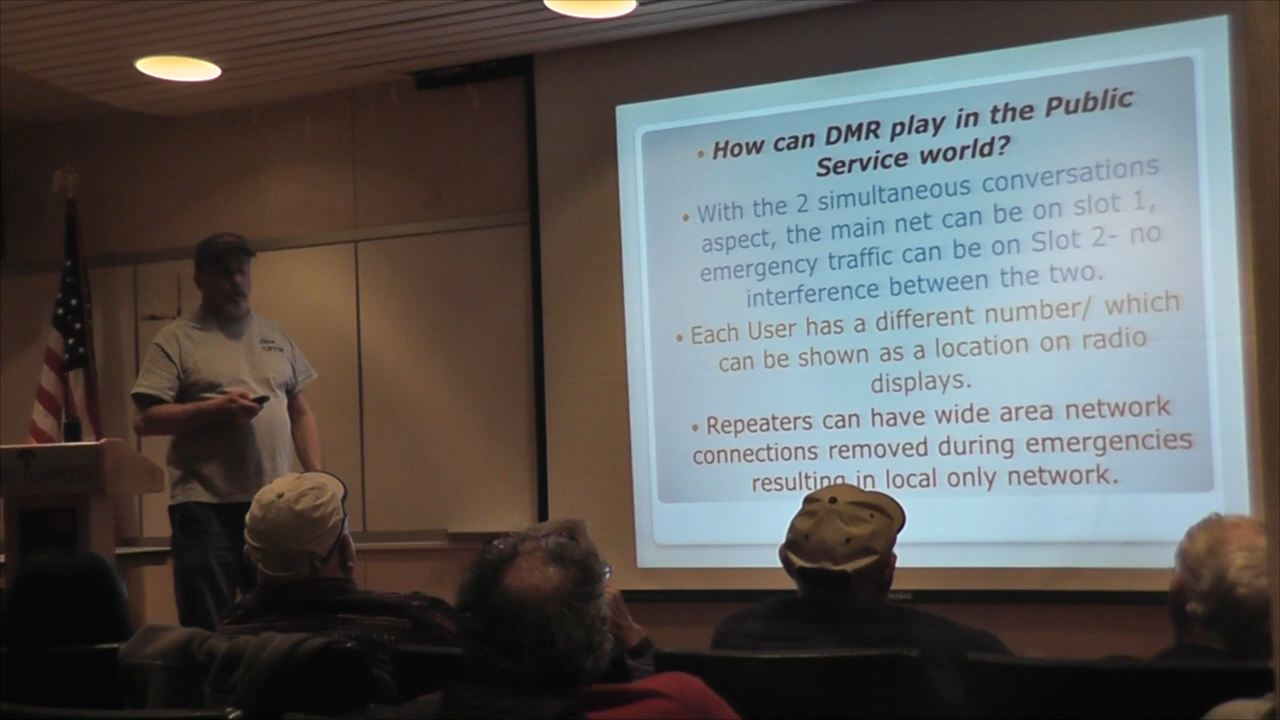 • How can DMR play in the Public
Service world?
• With the 2 simultaneous conversations
aspect, the main net can be on slot 1,
emergency traffic can be on Slot 2- no
interference between the two.
• Each User has a different number/ which
can be shown as a location on radio
displays.
• Repeaters can have wide area network
connections removed during emergencies
resulting in local only network.